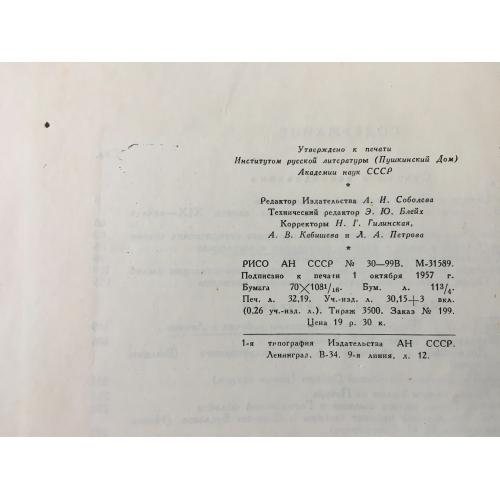 Утверждено к печати
Институтом русской литературы (Пушкинский Дом)
Академии наук СССР
*
Редактор Издательства А. И. Соболева
Технический редактор Э. Ю. Блейх
Корректоры Н. Г. Гилинская,
А. В. Кабишева и Л. А. Петрова
*
РИСО АН СССР № 30—99В. М-31589.
Подписано к печати 1 октября 1957 г.
Бумага 70×108¹/₁₆. Бум. л. 11³/₄.
Печ. л. 32,19. Уч.-изд. л. 30,15+3 вкл.
(0,26 уч.-изд. л.). Тираж 3500. Заказ № 199.
Цена 19 р. 30 к.
1-я типография Издательства АН СССР.
Ленинград, В-34, 9-я линия, д. 12.